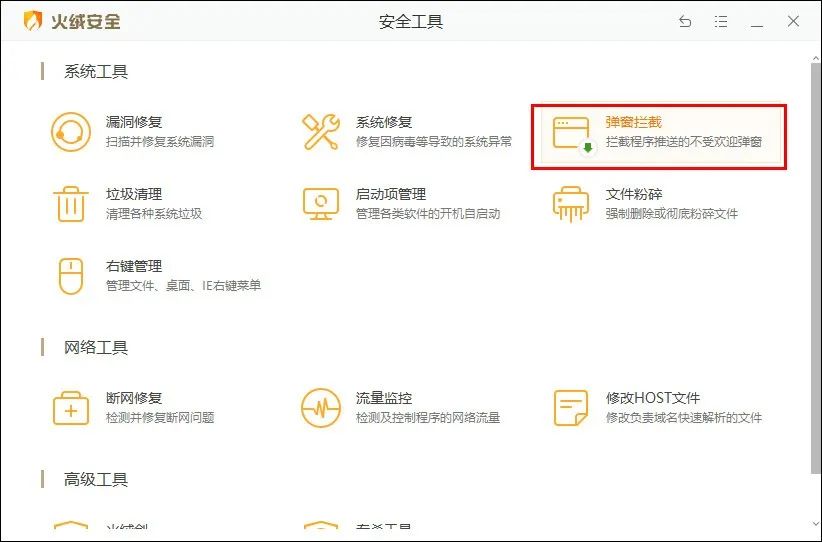 火绒安全
安全工具
系统工具
漏洞修复
扫描并修复系统漏洞
系统修复
修复因病毒等导致的系统异常
弹窗拦截
拦截程序推送的不受欢迎弹窗
垃圾清理
清理各种系统垃圾
启动项管理
管理各类软件的开机自启动
文件粉碎
强制删除或彻底粉碎文件
右键管理
管理文件、桌面、IE右键菜单
网络工具
断网修复
检测并修复断网问题
流量监控
检测及控制程序的网络流量
修改HOST文件
修改负责域名快速解析的文件
高级工具
火绒剑
专杀工具